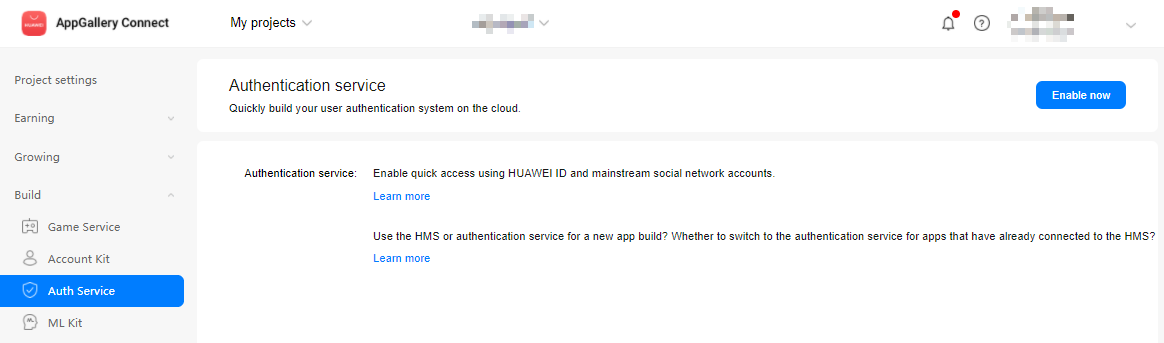 HUAWEI AppGallery Connect
My projects
Project settings
Earning
Growing
Build
Game Service
Account Kit
Auth Service
ML Kit
Authentication service
Quickly build your user authentication system on the cloud.
Enable now
Authentication service: Enable quick access using HUAWEI ID and mainstream social network accounts.
Learn more
Use the HMS or authentication service for a new app build? Whether to switch to the authentication service for apps that have already connected to the HMS?
Learn more